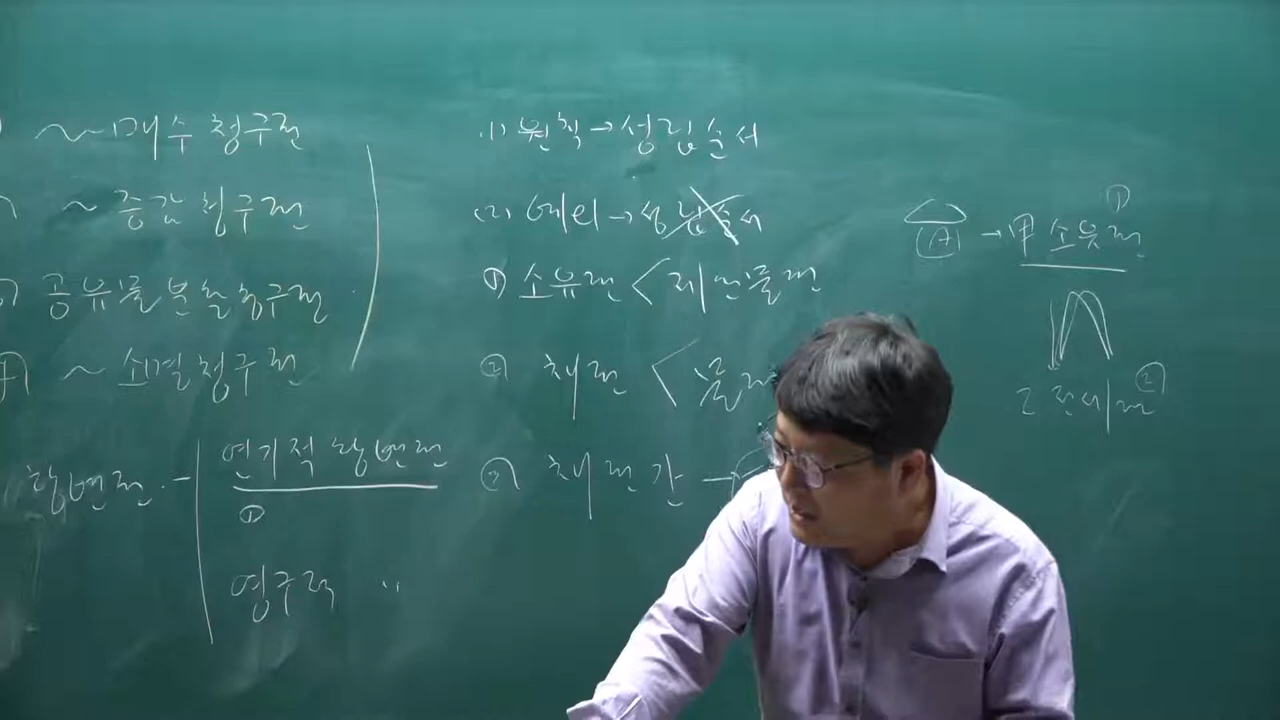 ~ 매수 청구권
~ 증감 청구권
공유물 분할청구권
~ 소멸청구권
항변권 - 연기적 항변권
①
영구적 "
(1) 원칙 → 성립순서
(2) 예외 → 성립순서
① 소유권 < 제한물권
② 채권 < 물
③ 채권간 →
→ 甲 소유권 ①
乙 전세권 ②